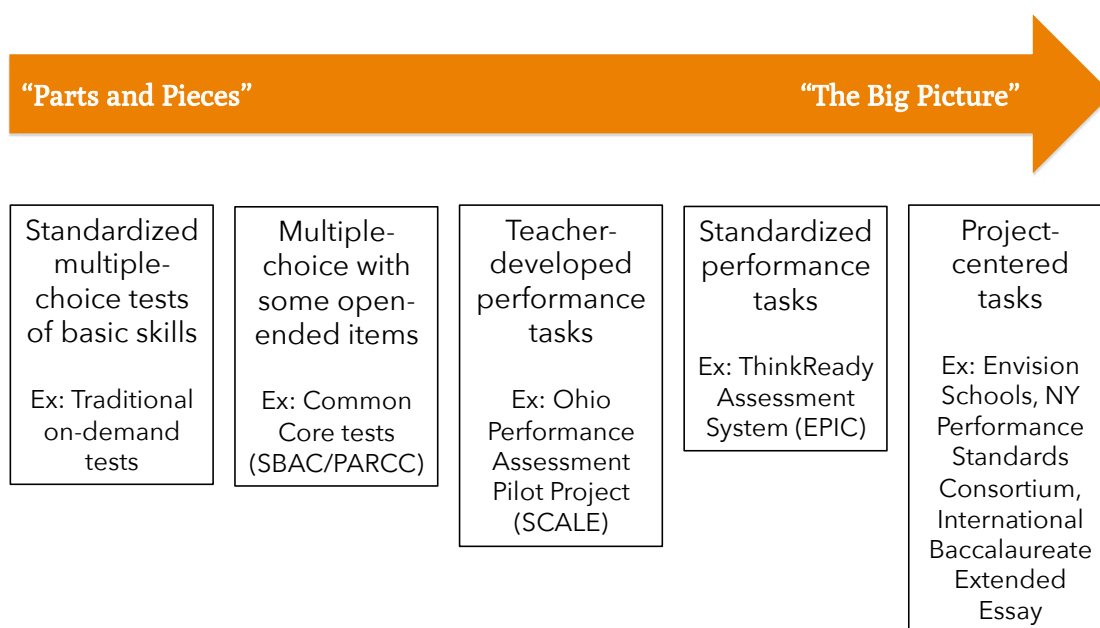 “Parts and Pieces”
“The Big Picture”
Standardized
multiple-
choice tests
of basic skills
Ex: Traditional
on-demand
tests
Multiple-
choice with
some open-
ended items
Ex: Common
Core tests
(SBAC/PARCC)
Teacher-
developed
performance
tasks
Ex: Ohio
Performance
Assessment
Pilot Project
(SCALE)
Standardized
performance
tasks
Ex: ThinkReady
Assessment
System (EPIC)
Project-
centered
tasks
Ex: Envision
Schools, NY
Performance
Standards
Consortium,
International
Baccalaureate
Extended
Essay